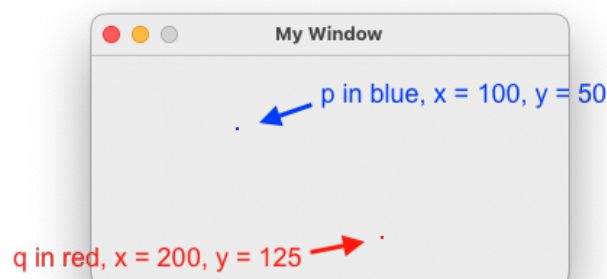 My Window
p in blue, x = 100, y = 50
q in red, x = 200, y = 125